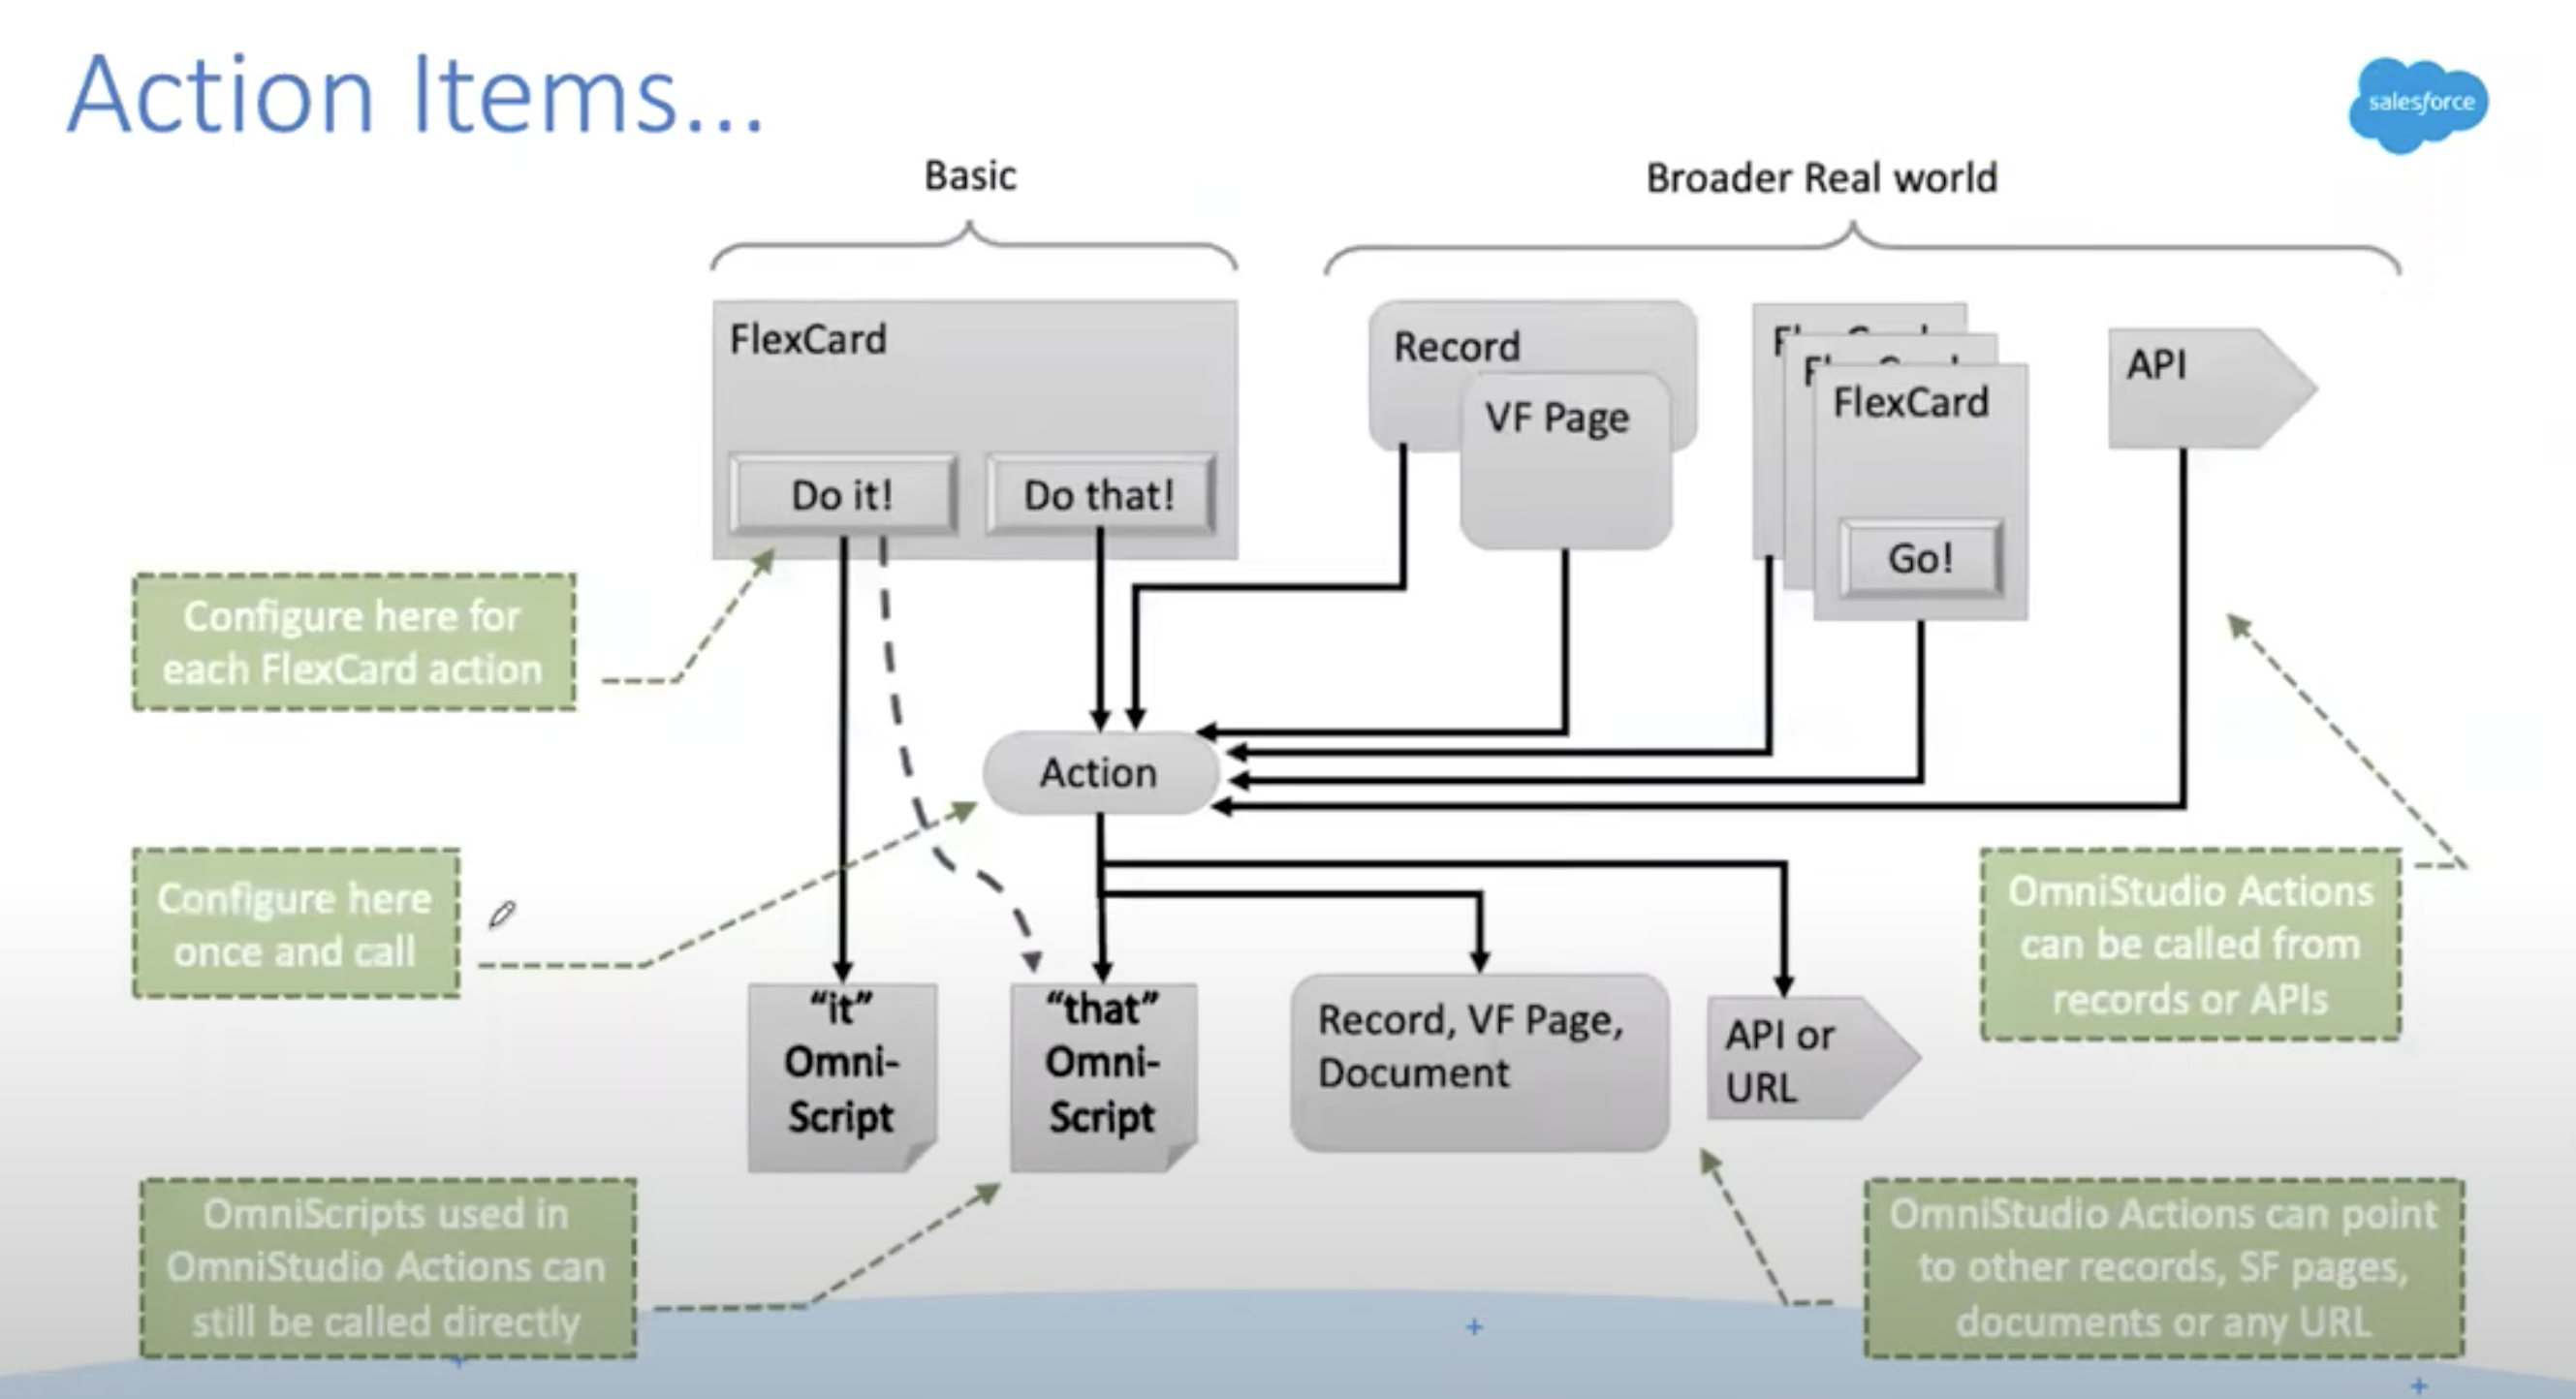 Action Items...
salesforce
Basic
Broader Real world
FlexCard
Do it!
Do that!
Record
VF Page
FlexCard
Go!
API
Configure here for
each FlexCard action
Action
Configure here
once and call
OmniStudio Actions
can be called from
records or APIs
“it”
Omni-
Script
“that”
Omni-
Script
Record, VF Page,
Document
API or
URL
OmniScripts used in
OmniStudio Actions can
still be called directly
OmniStudio Actions can point
to other records, SF pages,
documents or any URL